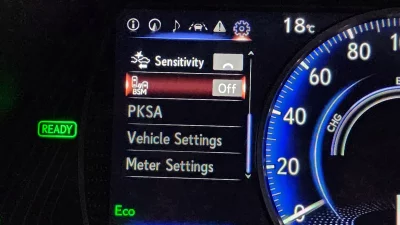 18℃
Sensitivity
BSM Off
PKSA
Vehicle Settings
Meter Settings
READY
Eco
80
60
40
20
0
CHG
E